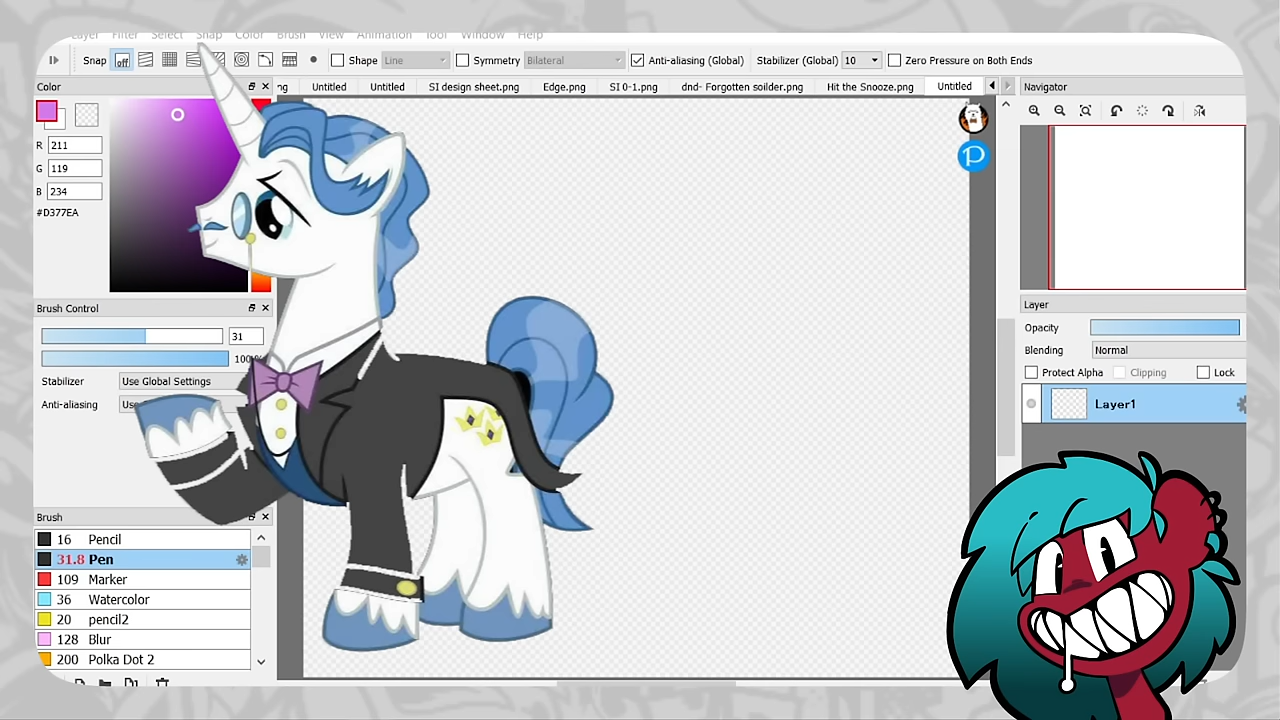 Layer Filter Select Snap Color Brush View Animation Tool Window Help
Snap off Shape Line Symmetry Bilateral Anti-aliasing (Global) Stabilizer (Global) 10 Zero Pressure on Both Ends
Color
ng Untitled Untitled SI design sheet.png Edge.png SI 0-1.png dnd- Forgotten soilder.png Hit the Snooze.png Untitled
Navigator
R 211
G 119
B 234
#D377EA
Brush Control
31
100%
Stabilizer Use Global Settings
Anti-aliasing
Brush
16 Pencil
31.8 Pen
109 Marker
36 Watercolor
20 pencil2
128 Blur
200 Polka Dot 2
Layer
Opacity
Blending Normal
Protect Alpha Clipping Lock
Layer1